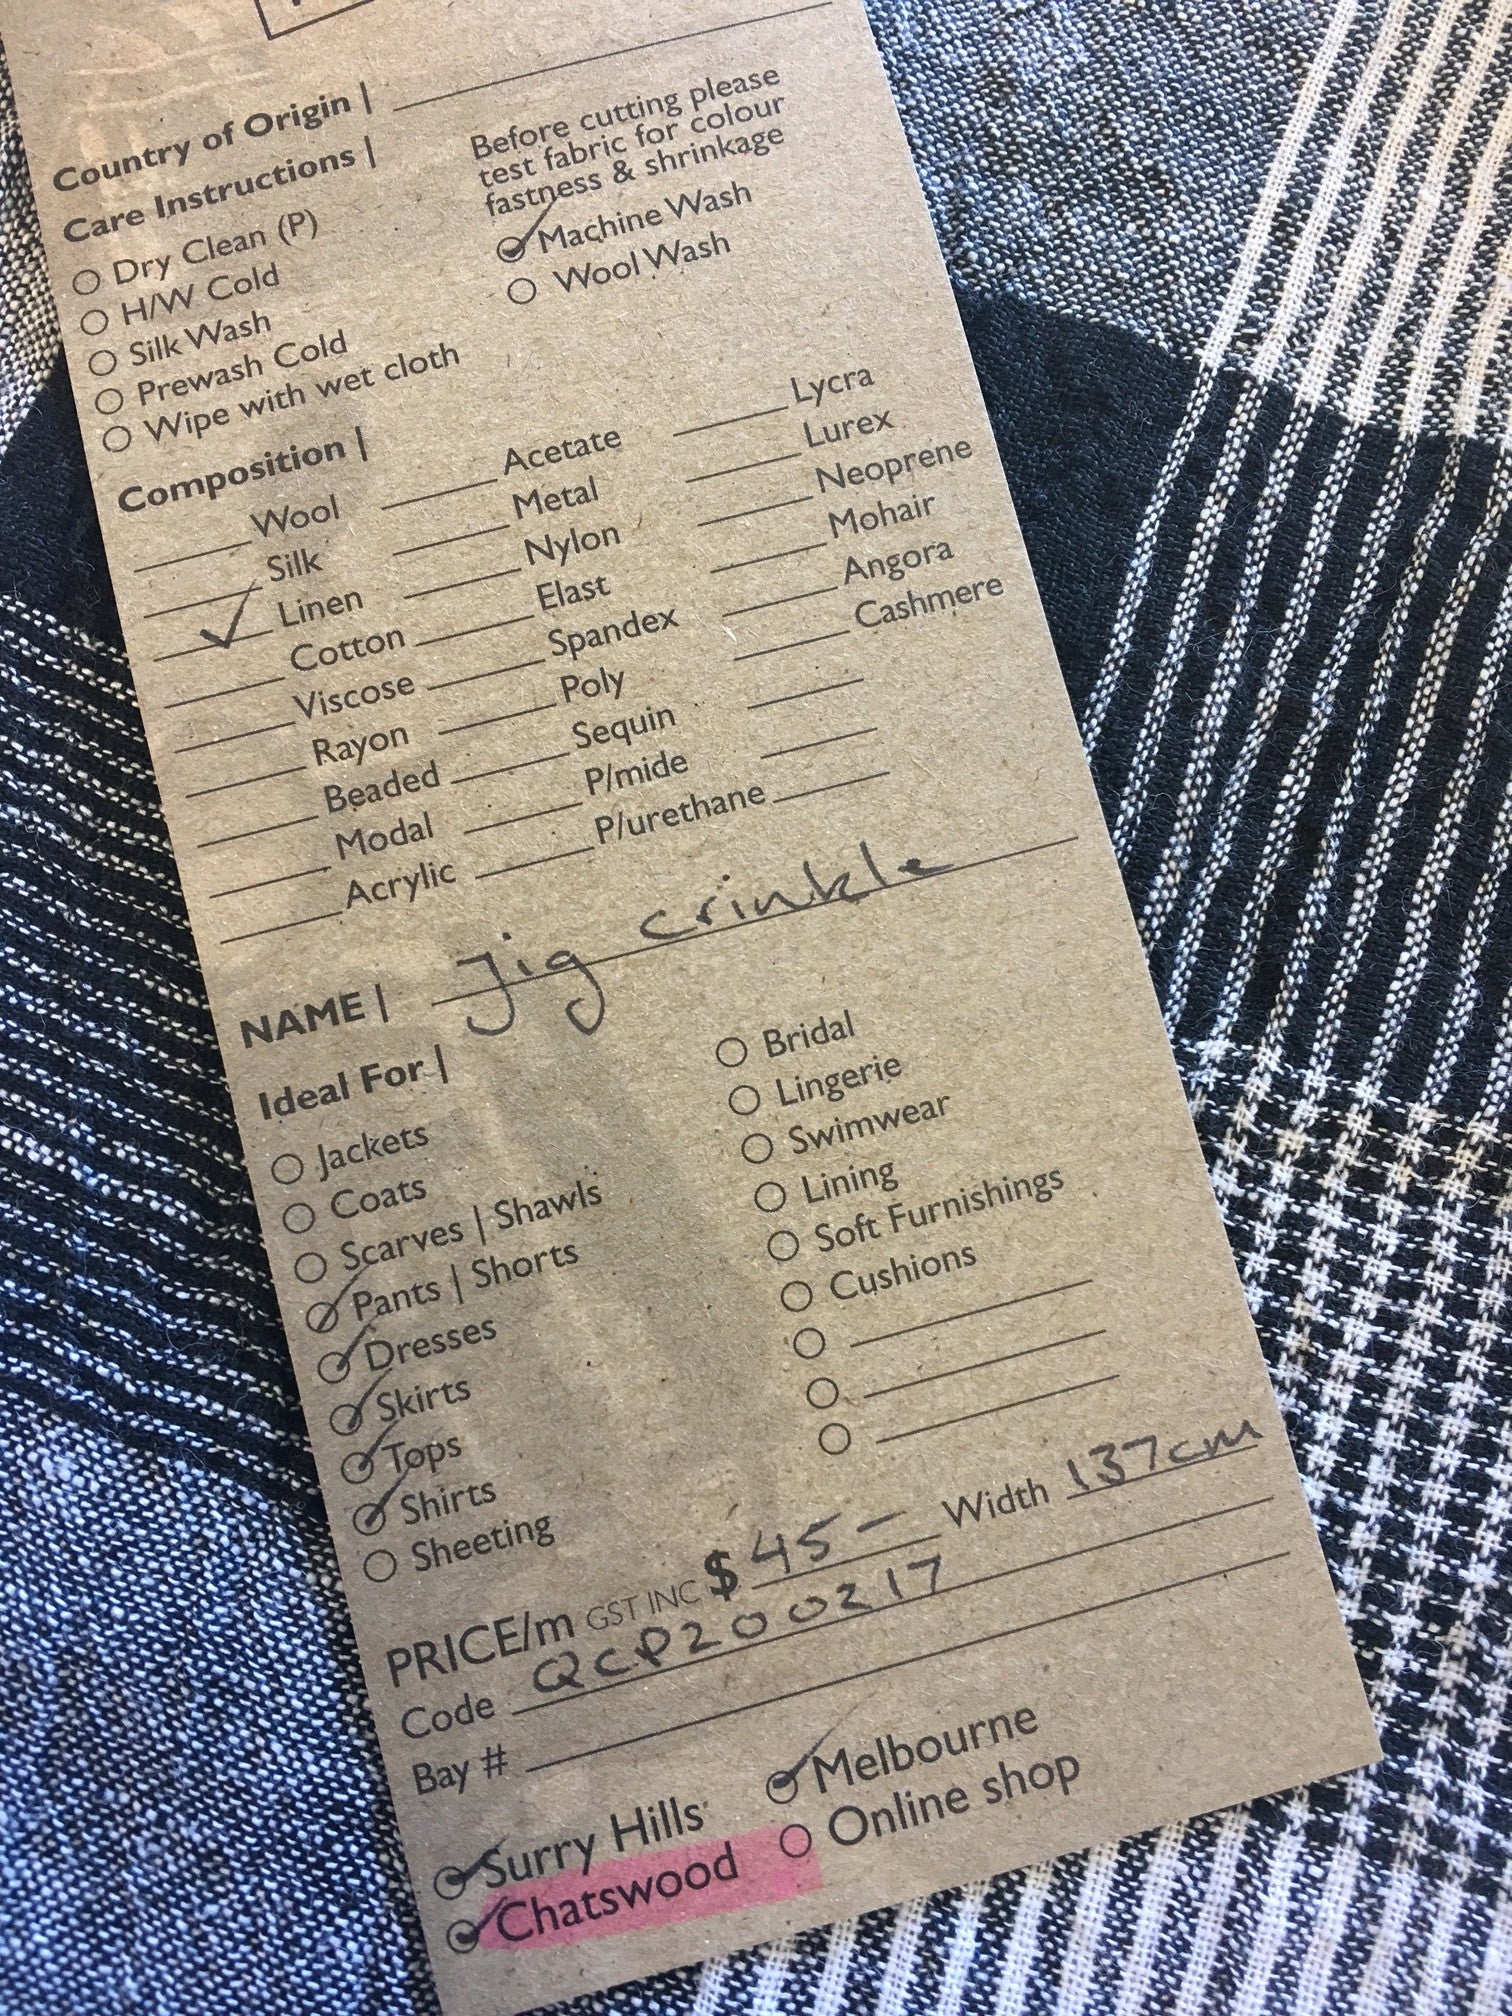 Country of Origin |
Care Instructions |
Before cutting please
test fabric for colour
fastness & shrinkage
Dry Clean (P)
H/W Cold
Silk Wash
Prewash Cold
Wipe with wet cloth
Machine Wash
Wool Wash
Composition |
Wool
Silk
Linen
Cotton
Viscose
Rayon
Beaded
Modal
Acrylic
Acetate
Metal
Nylon
Elast
Spandex
Poly
Sequin
P/mide
P/urethane
Lycra
Lurex
Neoprene
Mohair
Angora
Cashmere
NAME | Jig crinkle
Ideal For |
Jackets
Coats
Scarves | Shawls
Pants | Shorts
Dresses
Skirts
Tops
Shirts
Sheeting
Bridal
Lingerie
Swimwear
Lining
Soft Furnishings
Cushions
PRICE/m GST INC $ 45 - Width 137cm
Code QCP200217
Bay #
Surry Hills
Melbourne
Chatswood
Online shop